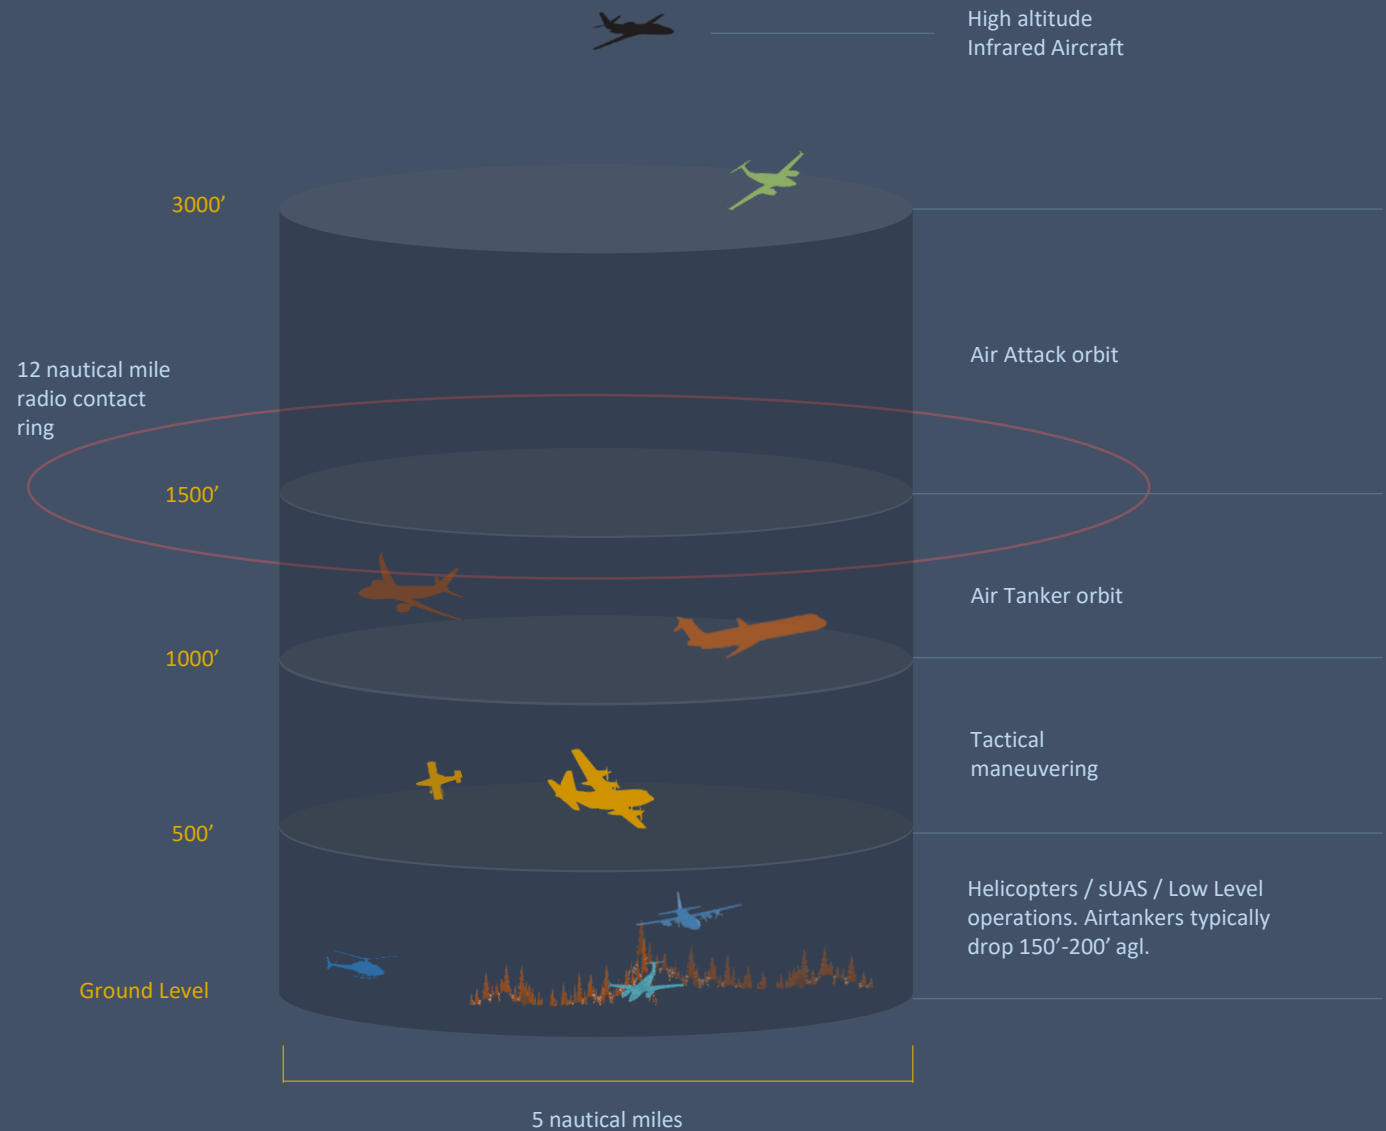 High altitude
Infrared Aircraft
3000’
Air Attack orbit
12 nautical mile
radio contact
ring
1500’
Air Tanker orbit
1000’
Tactical
maneuvering
500’
Helicopters / sUAS / Low Level
operations. Airtankers typically
drop 150’-200’ agl.
Ground Level
5 nautical miles